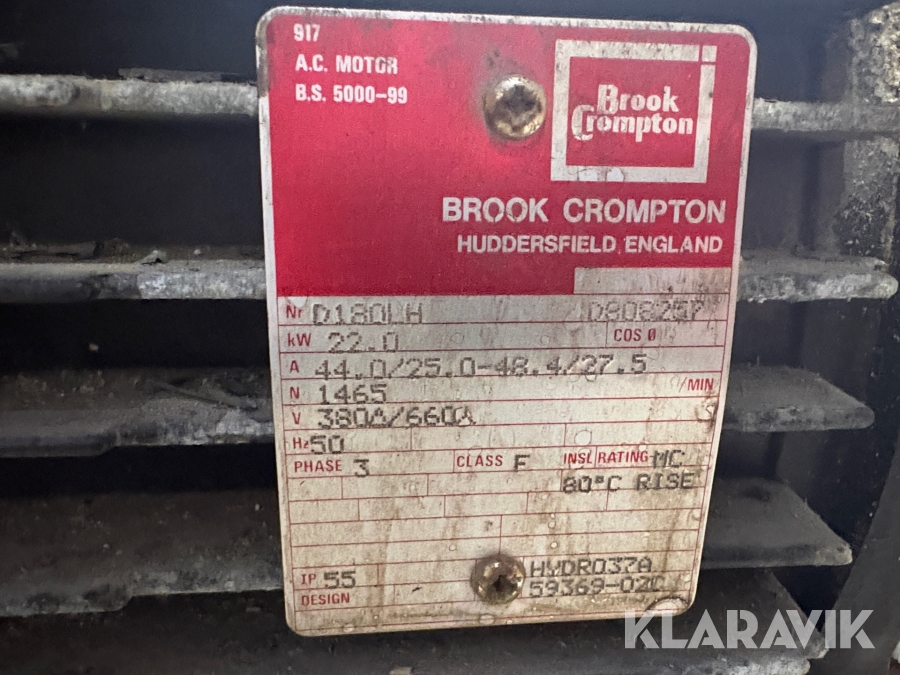 917
A.C. MOTOR
B.S. 5000-99
Brook
Crompton
BROOK CROMPTON
HUDDERSFIELD, ENGLAND
Nr D180LH D808257
kW 22.0 COS Ø
A 44.0/25.0-48.4/27.5
N 1465 /MIN
V 380Δ/660⅄
Hz 50
PHASE 3 CLASS F INSL RATING MC
80°C RISE
IP 55 HYDRO37A
DESIGN 59369-02C
KLARAVIK